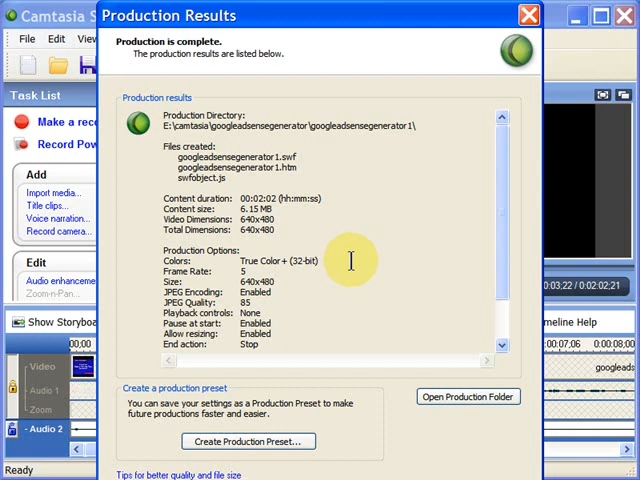 Camtasia S
Production Results
File Edit View
Production is complete.
The production results are listed below.
Task List
Make a reco
Record Powe
Add
Import media...
Title clips...
Voice narration...
Record camera...
Edit
Audio enhanceme
Zoom-n-Pan...
Production results
Production Directory:
E:\camtasia\googleadsensegenerator\googleadsensegenerator1\
Files created:
googleadsensegenerator1.swf
googleadsensegenerator1.htm
swfobject.js
Content duration: 00:02:02 (hh:mm:ss)
Content size: 6.15 MB
Video Dimensions: 640x480
Total Dimensions: 640x480
Production Options:
Colors: True Color+ (32-bit)
Frame Rate: 5
Size: 640x480
JPEG Encoding: Enabled
JPEG Quality: 85
Playback controls: None
Pause at start: Enabled
Allow resizing: Enabled
End action: Stop
0:03;22 / 0:02:02;21
Show Storyboa
imeline Help
00;00
00:07;06 0:00:08;00
Video
Audio 1
Zoom
Audio 2
googleads
Create a production preset
You can save your settings as a Production Preset to make
future productions faster and easier.
Create Production Preset...
Open Production Folder
Tips for better quality and file size
Ready